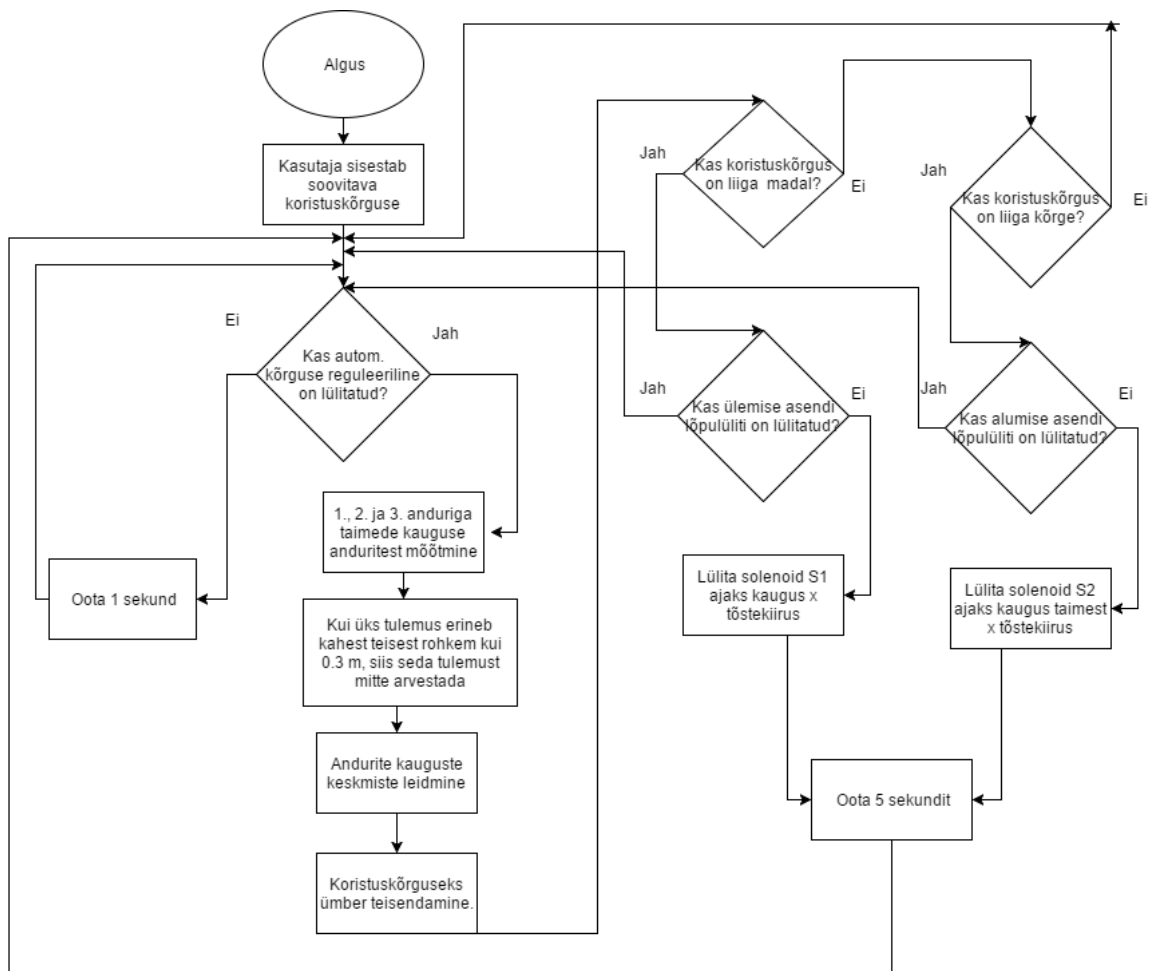 Algus
Kasutaja sisestab
soovitava
koristuskõrguse
Ei
Jah
Kas autom.
kõrguse reguleeriline
on lülitatud?
Oota 1 sekund
1., 2. ja 3. anduriga
taimede kauguse
anduritest mõõtmine
Kui üks tulemus erineb
kahest teisest rohkem kui
0.3 m, siis seda tulemust
mitte arvestada
Andurite kauguste
keskmiste leidmine
Koristuskõrguseks
ümber teisendamine.
Jah
Kas koristuskõrgus
on liiga madal?
Ei
Jah
Kas koristuskõrgus
on liiga kõrge?
Ei
Jah
Kas ülemise asendi
lõpulüliti on lülitatud?
Ei
Jah
Kas alumise asendi
lõpulüliti on lülitatud?
Ei
Lülita solenoid S1
ajaks kaugus x
tõstekiirus
Lülita solenoid S2
ajaks kaugus taimest
x tõstekiirus
Oota 5 sekundit